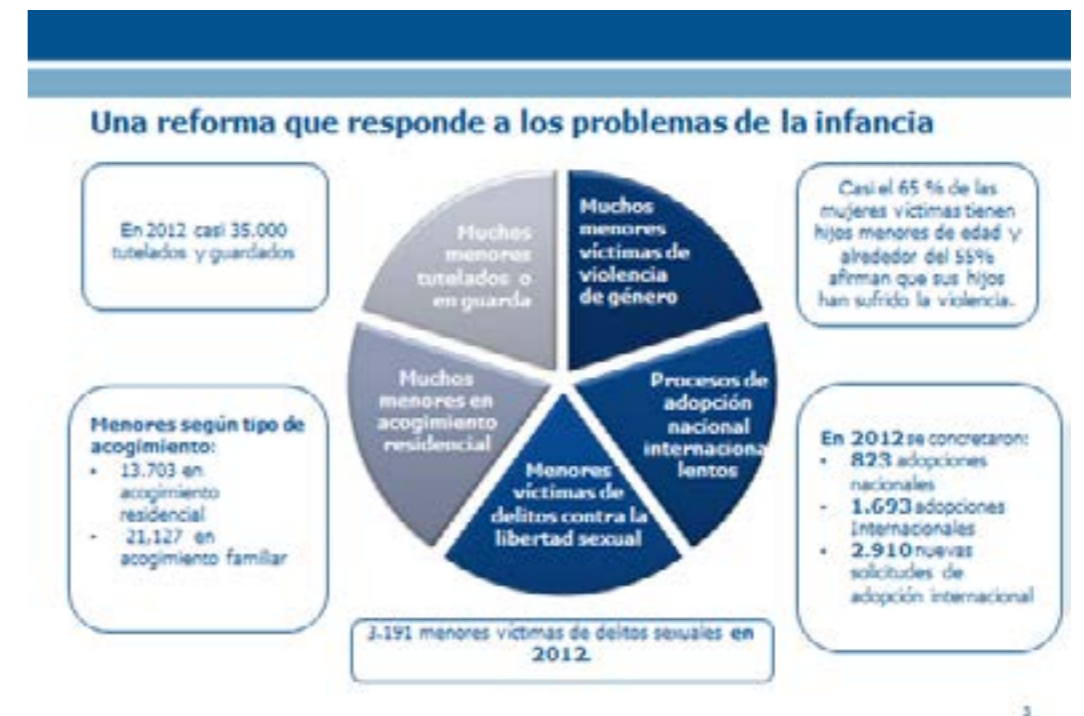 Una reforma que responde a los problemas de la infancia
En 2012 casi 35.000
tutelados y guardados
Muchos
menores
tutelados o
en guarda
Muchos
menores
víctimas de
violencia
de género
Casi el 65 % de las
mujeres víctimas tienen
hijos menores de edad y
alrededor del 55%
afirman que sus hijos
han sufrido la violencia.
Menores según tipo de
acogimiento:
• 13.703 en
acogimiento
residencial
- 21,127 en
acogimiento familiar
Muchos
menores en
acogimiento
residencial
Menores
víctimas de
delitos contra la
libertad sexual
Procesos de
adopción
nacional
internaciona
lentos
En 2012 se concretaron:
• 823 adopciones
nacionales
- 1.693 adopciones
Internacionales
• 2.910 nuevas
solicitudes de
adopción internacional
3.191 menores víctimas de delitos sexuales en
2012.
3